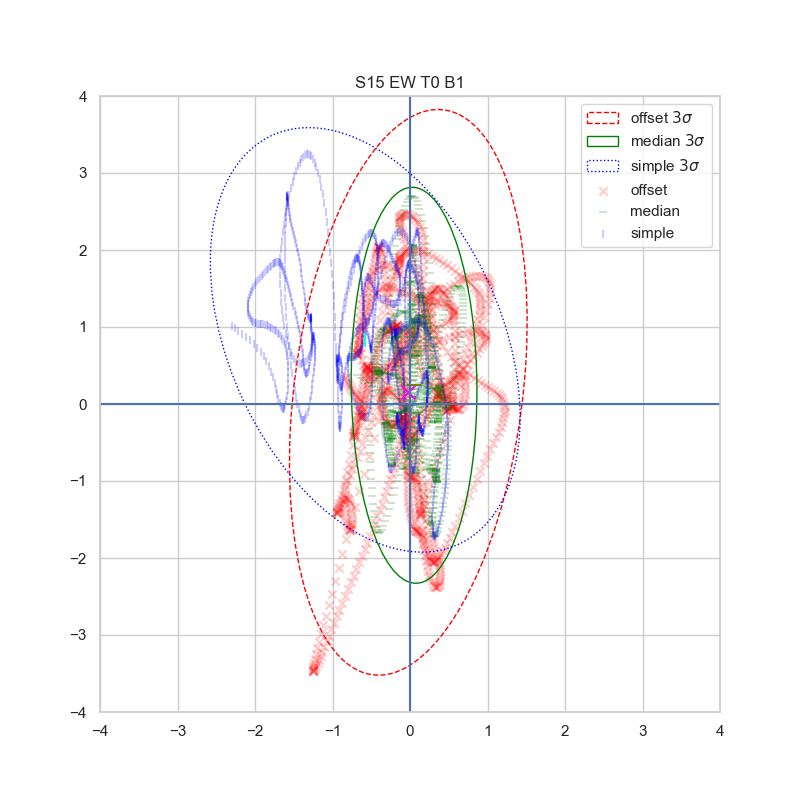 S15 EW T0 B1
offset 3σ
median 3σ
simple 3σ
offset
median
simple
4
3
2
1
0
−1
−2
−3
−4
−4 −3 −2 −1 0 1 2 3 4